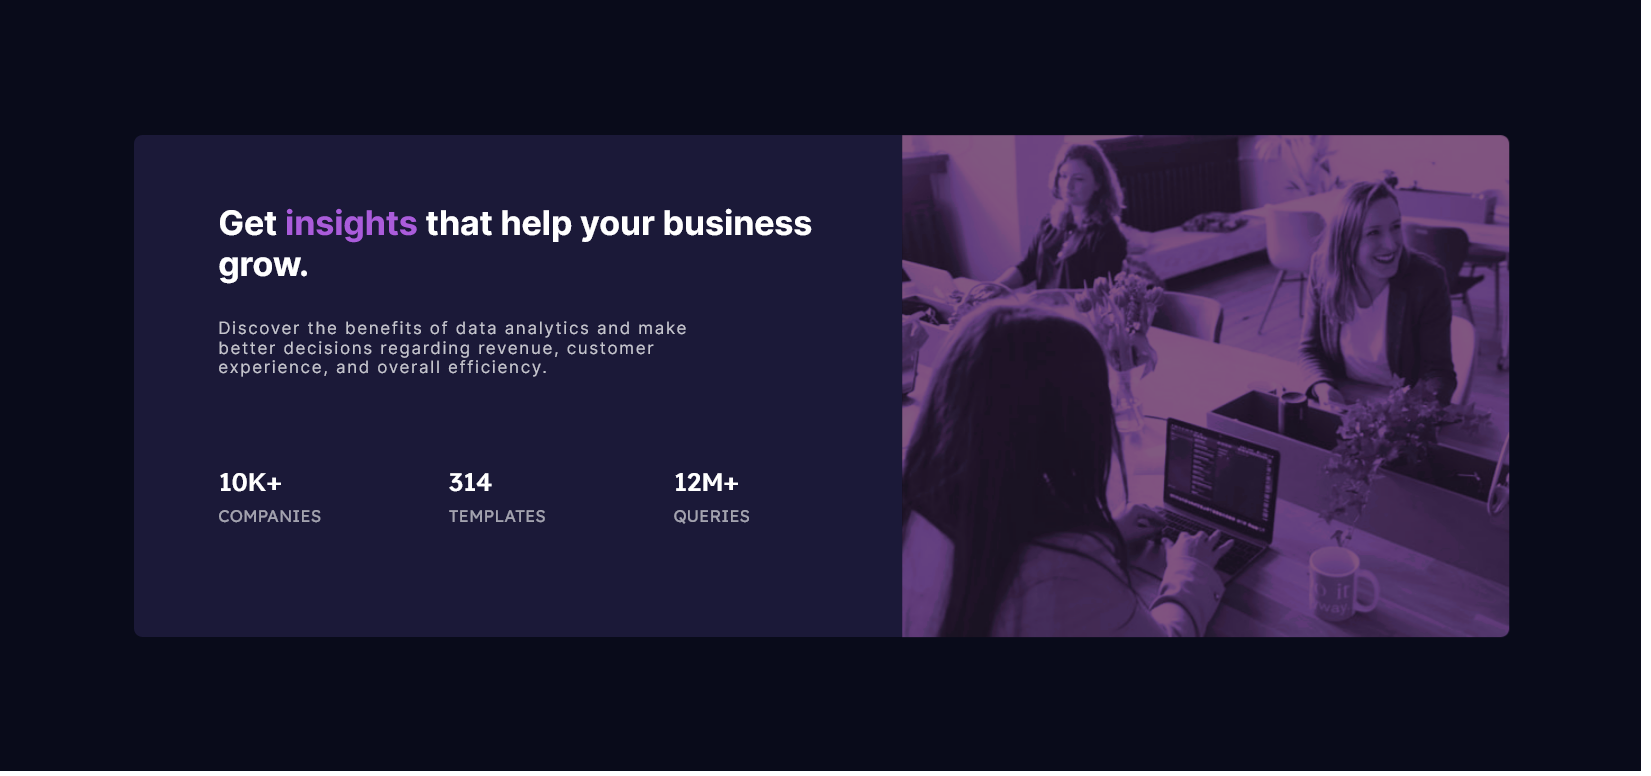 Get insights that help your business
grow.
Discover the benefits of data analytics and make
better decisions regarding revenue, customer
experience, and overall efficiency.
10K+ 314 12M+
COMPANIES TEMPLATES QUERIES